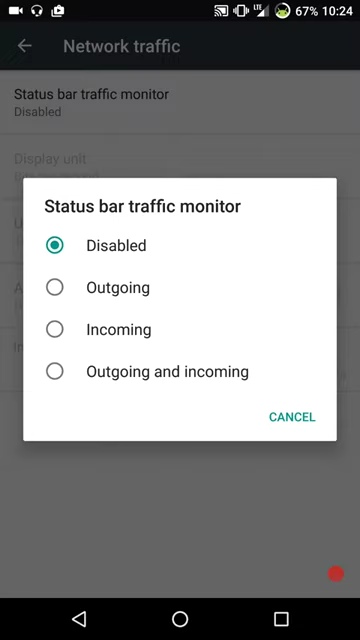 LTE 67% 10:24
Network traffic
Status bar traffic monitor
Disabled
Display unit
Status bar traffic monitor
Disabled
Outgoing
Incoming
Outgoing and incoming
CANCEL